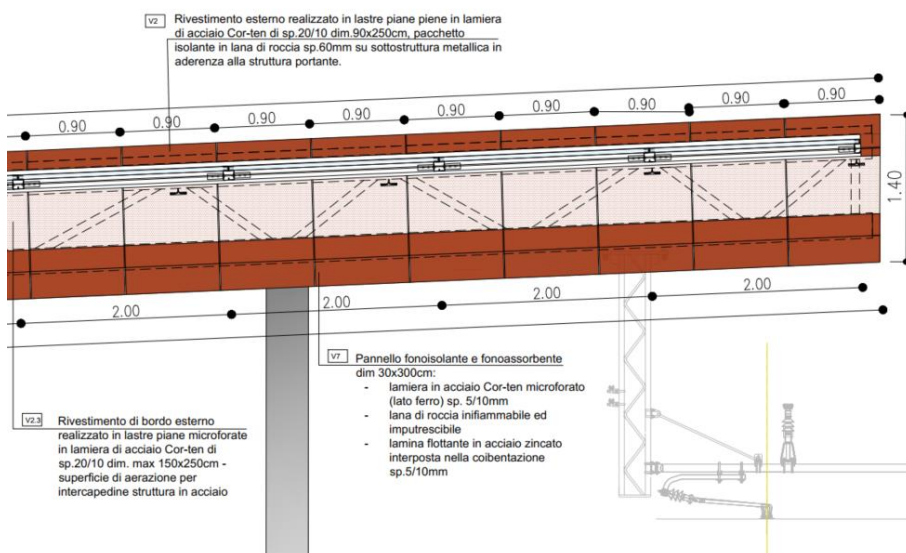 V2 Rivestimento esterno realizzato in lastre piane piene in lamiera
di acciaio Cor-ten di sp.20/10 dim.90x250cm, pacchetto
isolante in lana di roccia sp.60mm su sottostruttura metallica in
aderenza alla struttura portante.
0.90 0.90 0.90 0.90 0.90 0.90 0.90 0.90 0.90
1.40
2.00 2.00 2.00 2.00
V7 Pannello fonoisolante e fonoassorbente
dim 30x300cm:
- lamiera in acciaio Cor-ten microforato
(lato ferro) sp. 5/10mm
- lana di roccia inifiammabile ed
imputrescibile
- lamina flottante in acciaio zincato
interposta nella coibentazione
sp.5/10mm
V2.3 Rivestimento di bordo esterno
realizzato in lastre piane microforate
in lamiera di acciaio Cor-ten di
sp.20/10 dim. max 150x250cm -
superficie di aerazione per
intercapedine struttura in acciaio